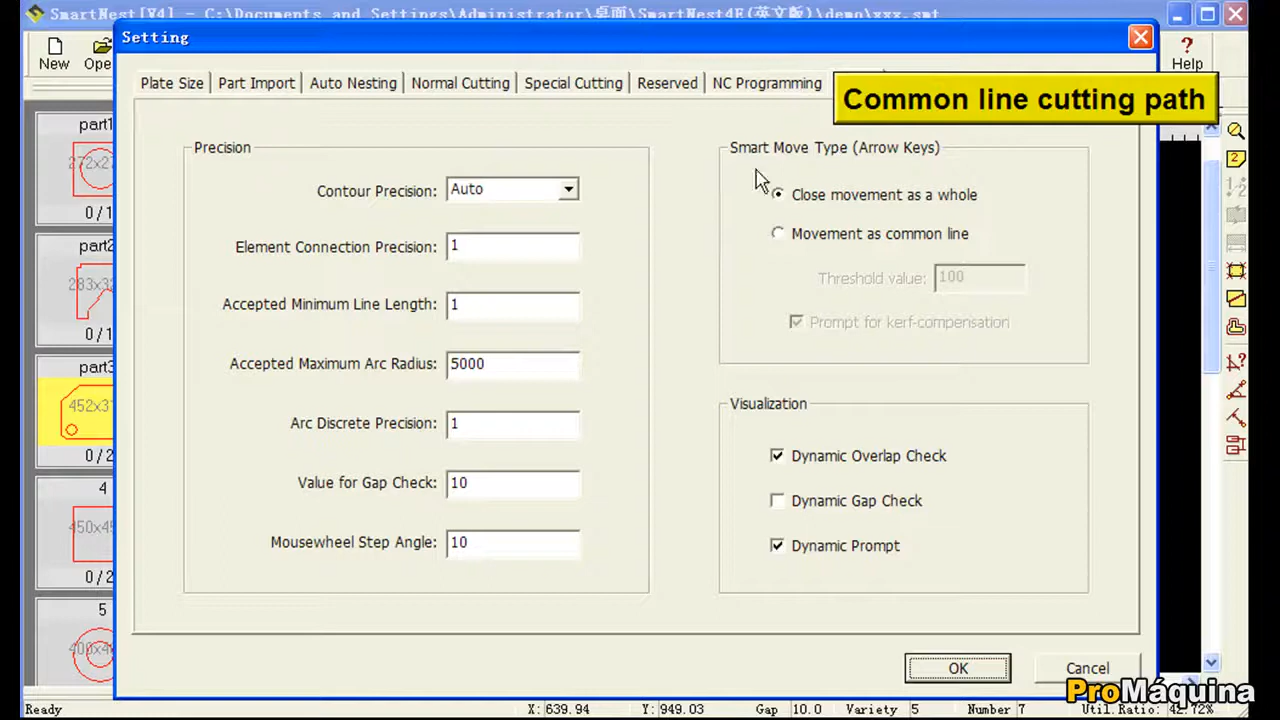 SmartNest[V4] - C:\Documents and Settings\Administrator\桌面\SmartNest4E(英文版)\demo\xxx.smt
Setting
New
Ope
Help
Plate Size
Part Import
Auto Nesting
Normal Cutting
Special Cutting
Reserved
NC Programming
Common line cutting path
part1
272x27
0/1
part2
283x32
0/1
part3
452x37
0/2
4
450x45
0/2
5
400x40
Precision
Contour Precision: Auto
Element Connection Precision: 1
Accepted Minimum Line Length: 1
Accepted Maximum Arc Radius: 5000
Arc Discrete Precision: 1
Value for Gap Check: 10
Mousewheel Step Angle: 10
Smart Move Type (Arrow Keys)
Close movement as a whole
Movement as common line
Threshold value: 100
Prompt for kerf-compensation
Visualization
Dynamic Overlap Check
Dynamic Gap Check
Dynamic Prompt
OK
Cancel
ProMáquina
Ready
X: 639.94
Y: 949.03
Gap 10.0
Variety 5
Number 7
Util.Ratio: 42.72%